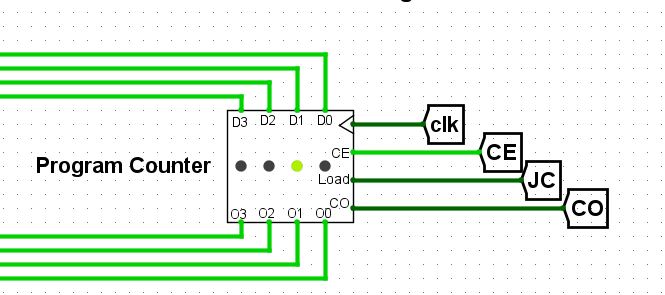 D3 D2 D1 D0
clk
CE
CE
Program Counter
Load
JC
CO
CO
O3 O2 O1 O0